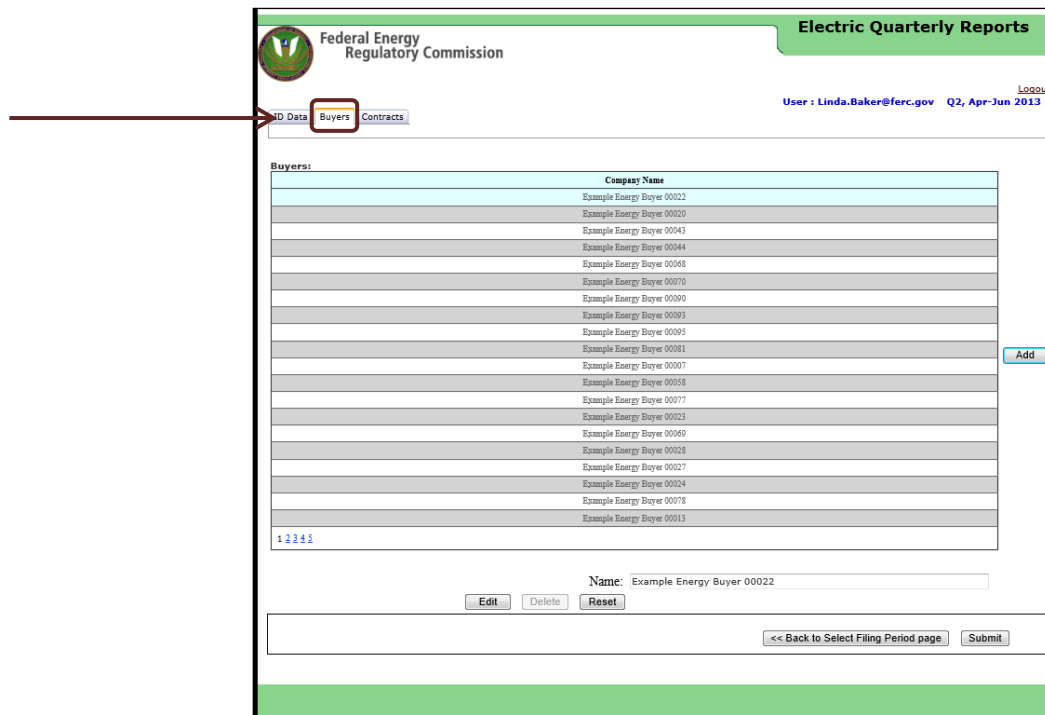 Federal Energy
Regulatory Commission
Electric Quarterly Reports
Logou
User : Linda.Baker@ferc.gov Q2, Apr-Jun 2013
ID Data Buyers Contracts
Buyers:
Company Name
Example Energy Buyer 00022
Example Energy Buyer 00020
Example Energy Buyer 00043
Example Energy Buyer 00044
Example Energy Buyer 00068
Example Energy Buyer 00070
Example Energy Buyer 00090
Example Energy Buyer 00093
Example Energy Buyer 00095
Example Energy Buyer 00081
Add
Example Energy Buyer 00007
Example Energy Buyer 00058
Example Energy Buyer 00077
Example Energy Buyer 00023
Example Energy Buyer 00069
Example Energy Buyer 00028
Example Energy Buyer 00027
Example Energy Buyer 00024
Example Energy Buyer 00078
Example Energy Buyer 00013
1 2 3 4 5
Name: Example Energy Buyer 00022
Edit Delete Reset
<< Back to Select Filing Period page Submit